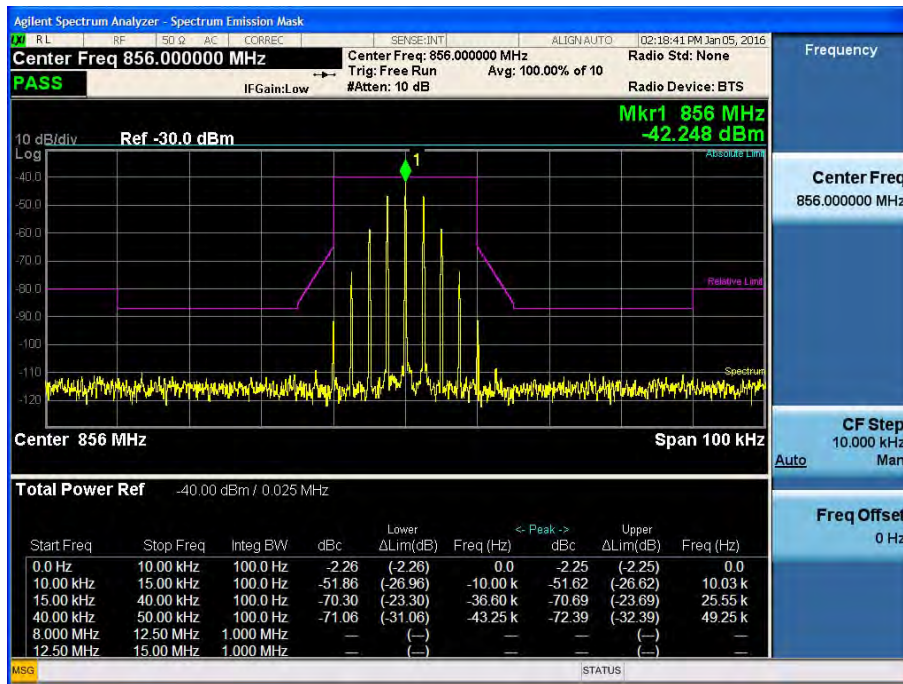 Agilent Spectrum Analyzer - Spectrum Emission Mask
LXI RL RF 50 Ω AC CORREC SENSE:INT ALIGN AUTO 02:18:41 PM Jan 05, 2016
Center Freq 856.000000 MHz
Center Freq: 856.000000 MHz
Radio Std: None
Trig: Free Run
Avg: 100.00% of 10
PASS
IFGain:Low
#Atten: 10 dB
Radio Device: BTS
Mkr1 856 MHz
-42.248 dBm
10 dB/div
Ref -30.0 dBm
Log
Absolute Limit
1
-40.0
-50.0
-60.0
-70.0
-80.0
Relative Limit
-90.0
-100
-110
Spectrum
-120
Center 856 MHz
Span 100 kHz
Total Power Ref -40.00 dBm / 0.025 MHz
Lower <- Peak -> Upper
Start Freq Stop Freq Integ BW dBc ΔLim(dB) Freq (Hz) dBc ΔLim(dB) Freq (Hz)
0.0 Hz 10.00 kHz 100.0 Hz -2.26 (-2.26) 0.0 -2.25 (-2.25) 0.0
10.00 kHz 15.00 kHz 100.0 Hz -51.86 (-26.96) -10.00 k -51.62 (-26.62) 10.03 k
15.00 kHz 40.00 kHz 100.0 Hz -70.30 (-23.30) -36.60 k -70.69 (-23.69) 25.55 k
40.00 kHz 50.00 kHz 100.0 Hz -71.06 (-31.06) -43.25 k -72.39 (-32.39) 49.25 k
8.000 MHz 12.50 MHz 1.000 MHz — (—) — — (—) —
12.50 MHz 15.00 MHz 1.000 MHz — (—) — — (—) —
MSG
STATUS
Frequency
Center Freq
856.000000 MHz
CF Step
10.000 kHz
Auto Man
Freq Offset
0 Hz